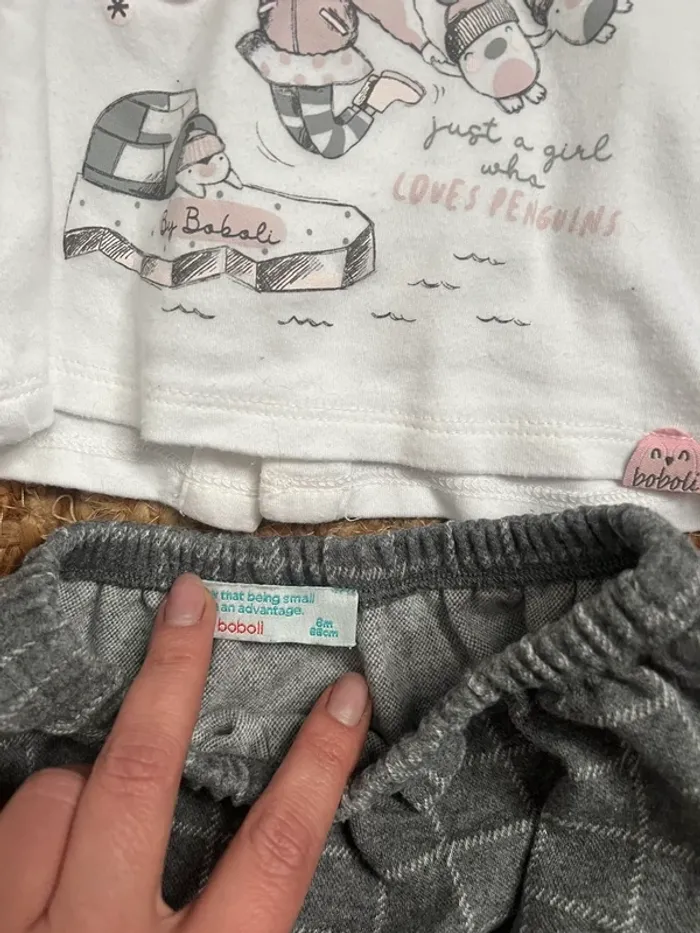 just a girl
who
LOVES PENGUINS
By Boboli
boboli
that being small
an advantage.
boboli
6m
68cm